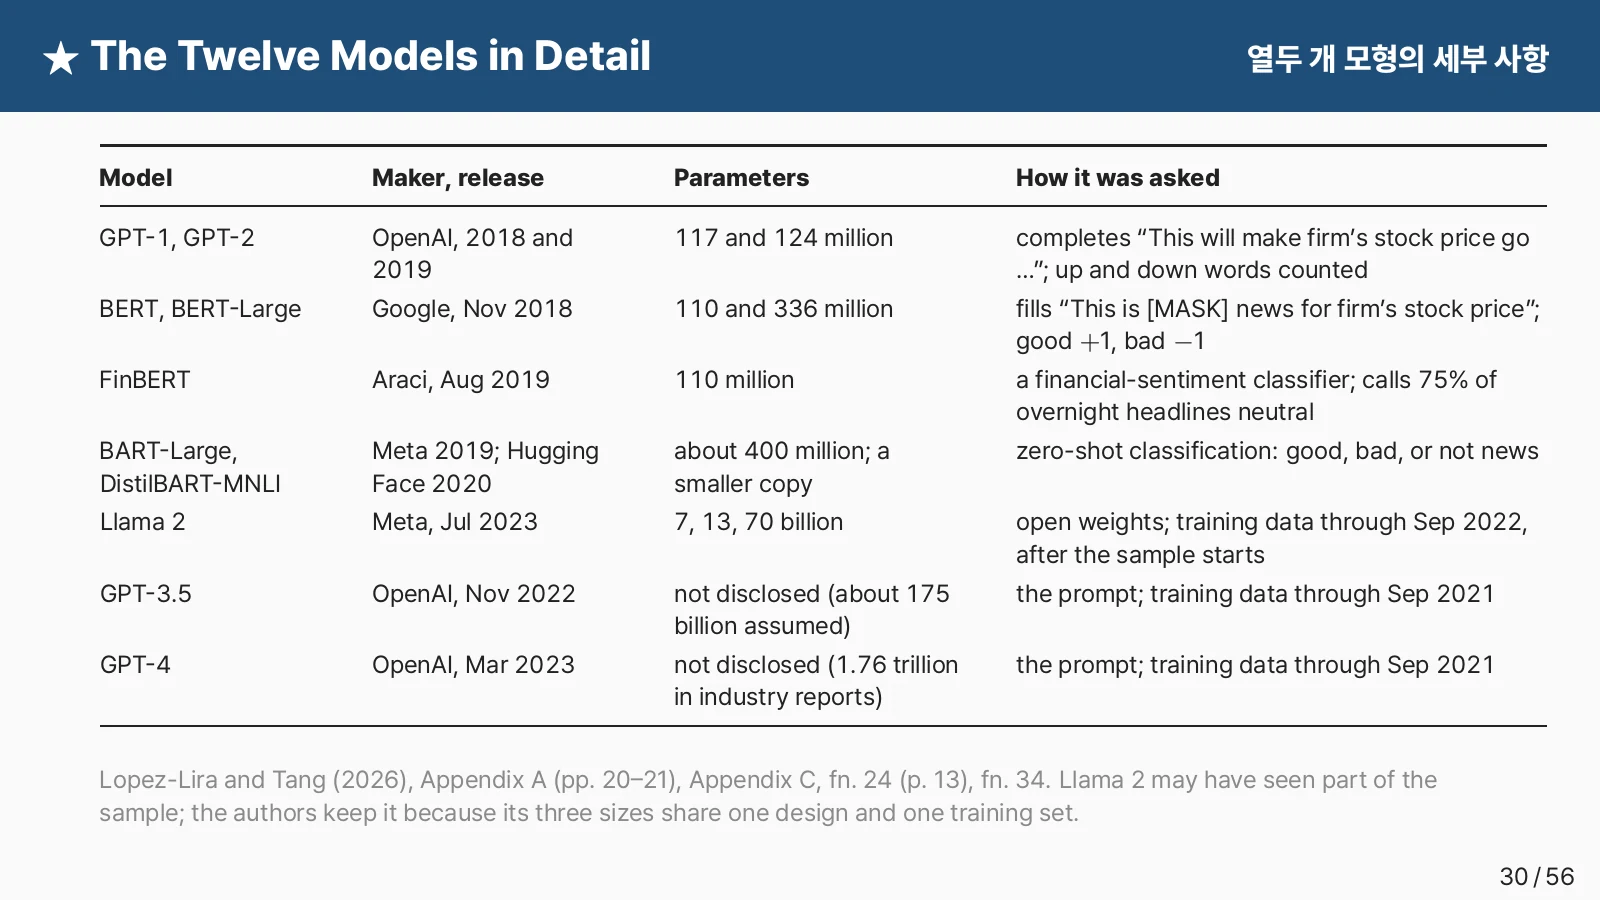 ★ The Twelve Models in Detail
열두 개 모형의 세부 사항
Model Maker, release Parameters How it was asked
GPT-1, GPT-2 OpenAI, 2018 and 117 and 124 million completes “This will make firm’s stock price go
2019 …”; up and down words counted
BERT, BERT-Large Google, Nov 2018 110 and 336 million fills “This is [MASK] news for firm’s stock price”;
good +1, bad −1
FinBERT Araci, Aug 2019 110 million a financial-sentiment classifier; calls 75% of
overnight headlines neutral
BART-Large, Meta 2019; Hugging about 400 million; a zero-shot classification: good, bad, or not news
DistilBART-MNLI Face 2020 smaller copy
Llama 2 Meta, Jul 2023 7, 13, 70 billion open weights; training data through Sep 2022,
after the sample starts
GPT-3.5 OpenAI, Nov 2022 not disclosed (about 175 the prompt; training data through Sep 2021
billion assumed)
GPT-4 OpenAI, Mar 2023 not disclosed (1.76 trillion the prompt; training data through Sep 2021
in industry reports)
Lopez-Lira and Tang (2026), Appendix A (pp. 20–21), Appendix C, fn. 24 (p. 13), fn. 34. Llama 2 may have seen part of the
sample; the authors keep it because its three sizes share one design and one training set.
30 / 56